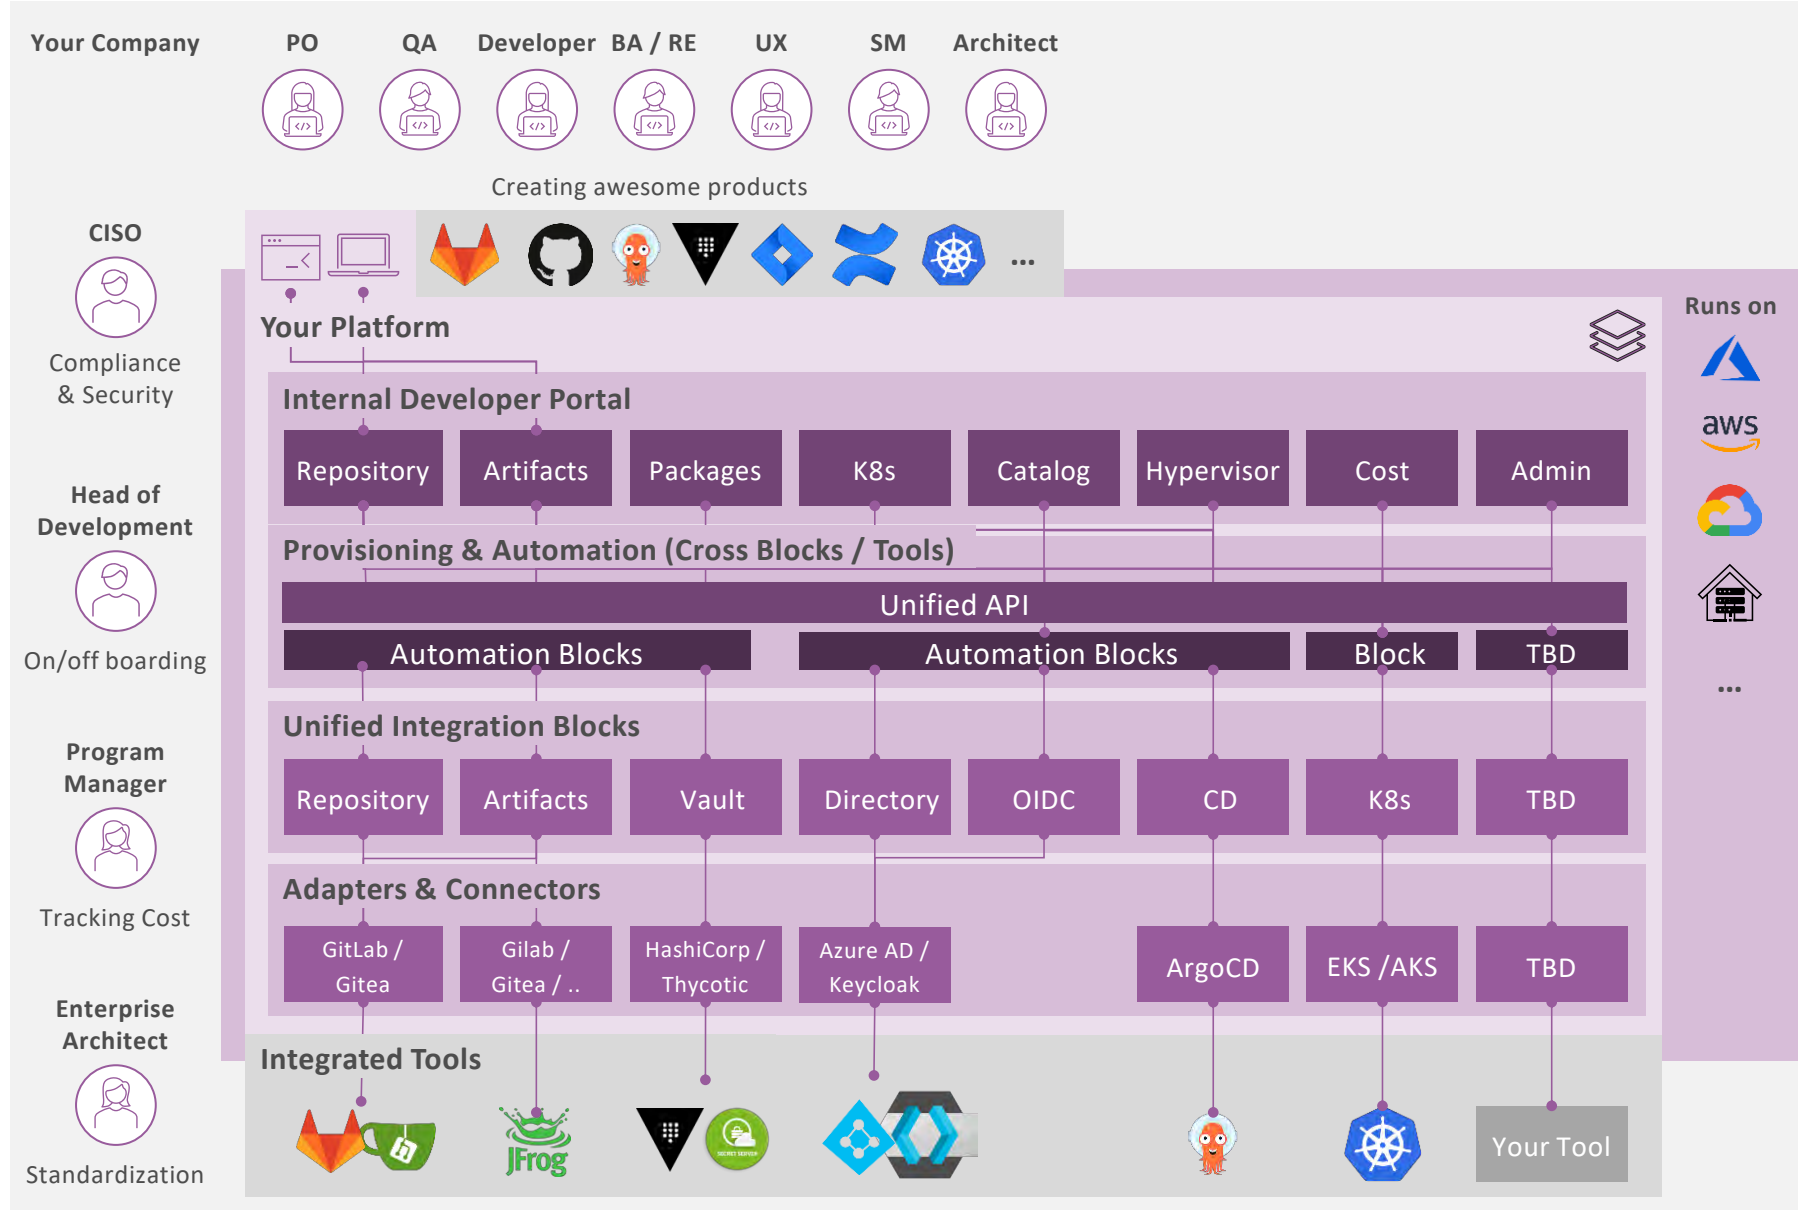 Your Company
PO
QA
Developer
BA / RE
UX
SM
Architect
Creating awesome products
CISO
Compliance
& Security
Head of
Development
On/off boarding
Program
Manager
Tracking Cost
Enterprise
Architect
Standardization
...
Your Platform
Internal Developer Portal
Repository
Artifacts
Packages
K8s
Catalog
Hypervisor
Cost
Admin
Provisioning & Automation (Cross Blocks / Tools)
Unified API
Automation Blocks
Automation Blocks
Block
TBD
Unified Integration Blocks
Repository
Artifacts
Vault
Directory
OIDC
CD
K8s
TBD
Adapters & Connectors
GitLab /
Gitea
Gilab /
Gitea / ..
HashiCorp /
Thycotic
Azure AD /
Keycloak
ArgoCD
EKS /AKS
TBD
Integrated Tools
JFrog
SECRET SERVER
Your Tool
Runs on
aws
...